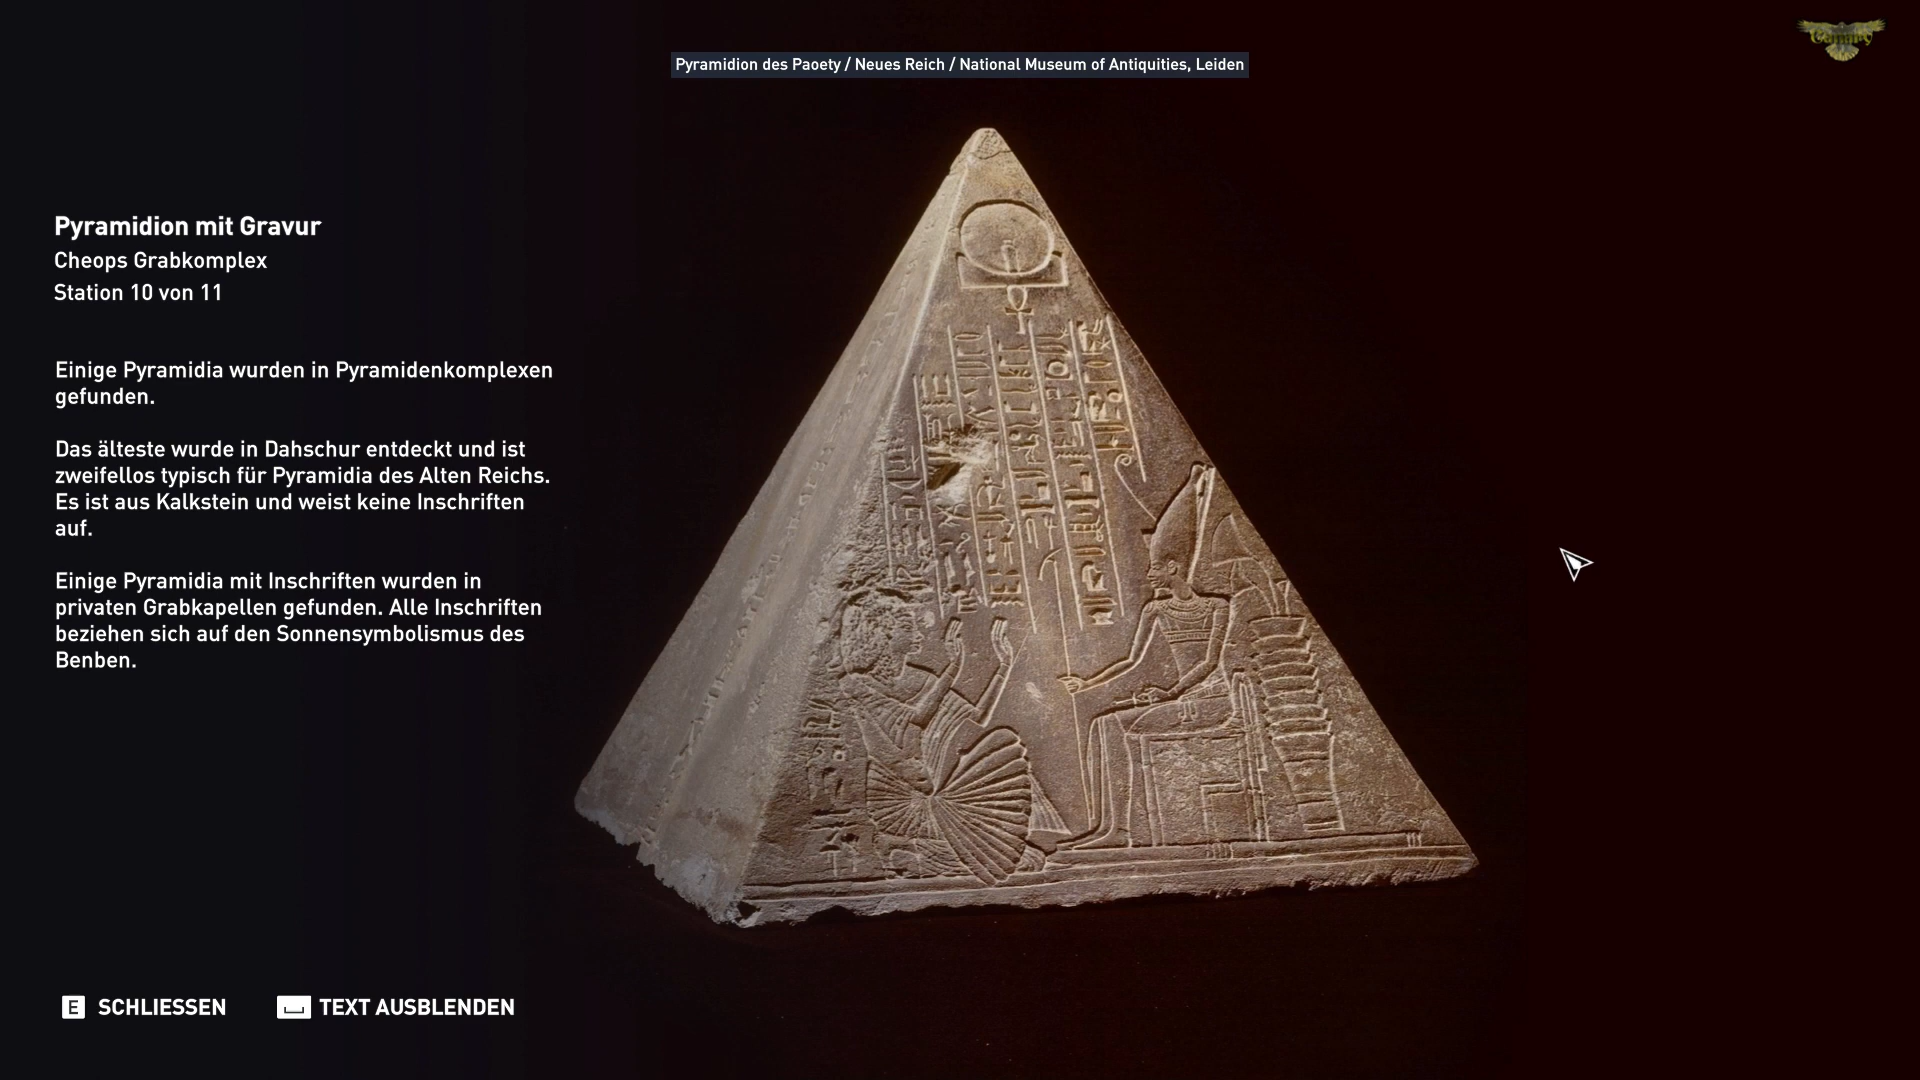 Pyramidion des Paoety / Neues Reich / National Museum of Antiquities, Leiden
Pyramidion mit Gravur
Cheops Grabkomplex
Station 10 von 11
Einige Pyramidia wurden in Pyramidenkomplexen
gefunden.
Das älteste wurde in Dahschur entdeckt und ist
zweifellos typisch für Pyramidia des Alten Reichs.
Es ist aus Kalkstein und weist keine Inschriften
auf.
Einige Pyramidia mit Inschriften wurden in
privaten Grabkapellen gefunden. Alle Inschriften
beziehen sich auf den Sonnensymbolismus des
Benben.
E SCHLIESSEN TEXT AUSBLENDEN